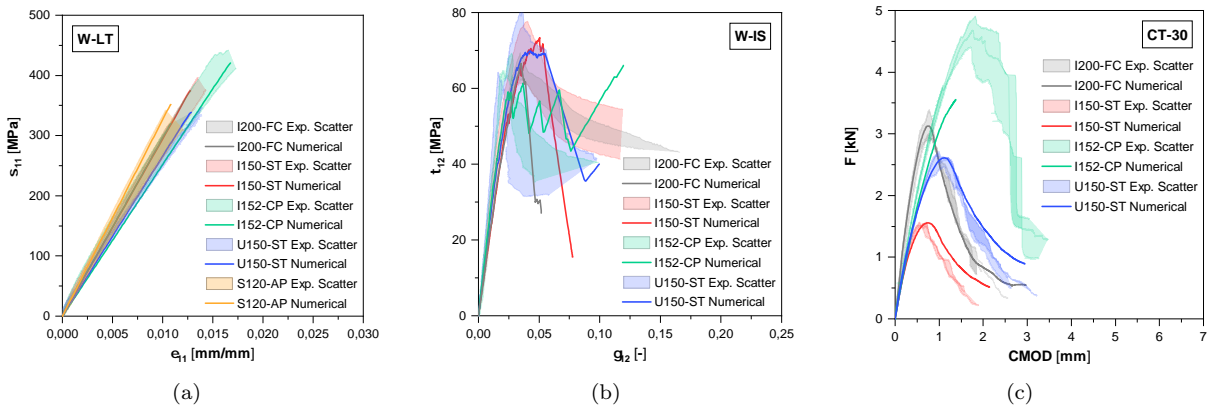 W-LT
s11 [MPa]
500
450
400
350
300
250
200
150
100
50
0
I200-FC Exp. Scatter
I200-FC Numerical
I150-ST Exp. Scatter
I150-ST Numerical
I152-CP Exp. Scatter
I152-CP Numerical
U150-ST Exp. Scatter
U150-ST Numerical
S120-AP Exp. Scatter
S120-AP Numerical
0,000 0,005 0,010 0,015 0,020 0,025 0,030
e11 [mm/mm]
(a)
W-IS
t12 [MPa]
80
60
40
20
0
I200-FC Exp. Scatter
I200-FC Numerical
I150-ST Exp. Scatter
I150-ST Numerical
I152-CP Exp. Scatter
I152-CP Numerical
U150-ST Exp. Scatter
U150-ST Numerical
0,00 0,05 0,10 0,15 0,20 0,25
g12 [-]
(b)
CT-30
F [kN]
5
4
3
2
1
0
I200-FC Exp. Scatter
I200-FC Numerical
I150-ST Exp. Scatter
I150-ST Numerical
I152-CP Exp. Scatter
I152-CP Numerical
U150-ST Exp. Scatter
U150-ST Numerical
0 1 2 3 4 5 6 7
CMOD [mm]
(c)